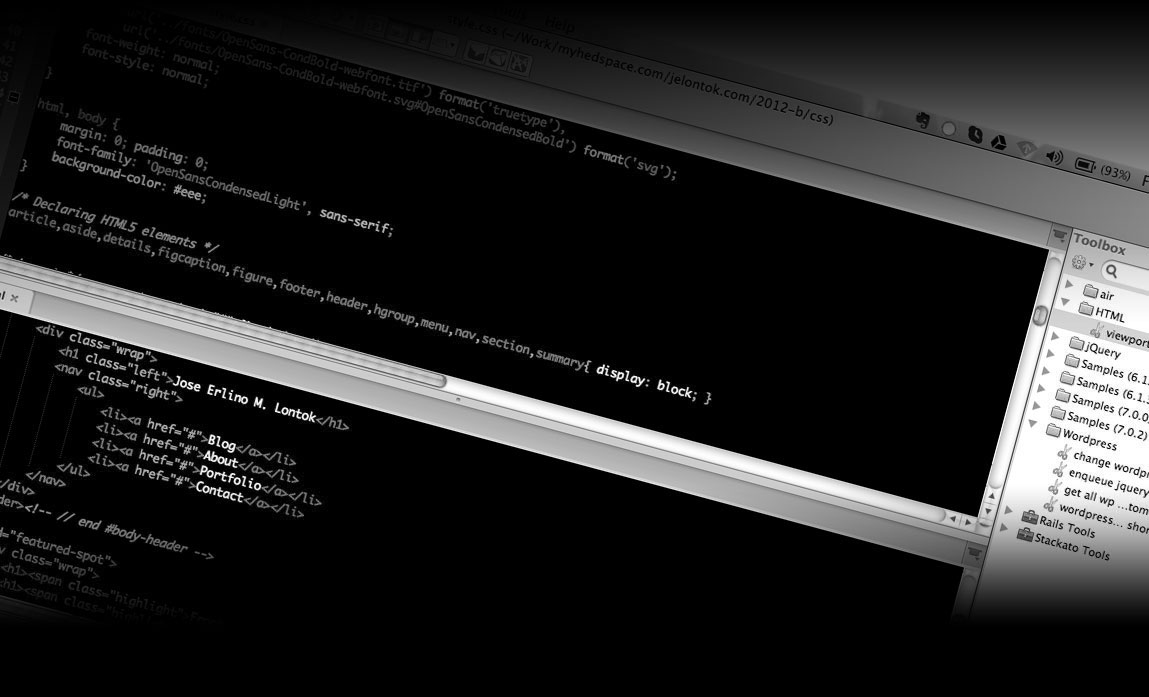 Tools Help
style.css (~/Work/myhedspace.com/jelontok.com/2012-b/css)
(93%)
url('../fonts/OpenSans-CondBold-webfont.ttf') format('truetype'),
url('../fonts/OpenSans-CondBold-webfont.svg#OpenSansCondensedBold') format('svg');
font-weight: normal;
font-style: normal;
}
html, body {
margin: 0; padding: 0;
font-family: 'OpenSansCondensedLight', sans-serif;
background-color: #eee;
}
/* Declaring HTML5 elements */
article,aside,details,figcaption,figure,footer,header,hgroup,menu,nav,section,summary{ display: block; }
<div class="wrap">
<h1 class="left">Jose Erlino M. Lontok</h1>
<nav class="right">
<ul>
<li><a href="#">Blog</a></li>
<li><a href="#">About</a></li>
<li><a href="#">Portfolio</a></li>
<li><a href="#">Contact</a></li>
</ul>
</nav>
</div>
der><!-- // end #body-header -->
d="featured-spot">
v class="wrap">
<h1><span class="highlight">
<h1><span class="highli
Toolbox
air
HTML
viewport
jQuery
Samples (6.1.
Samples (6.1.
Samples (7.0.0
Samples (7.0.2)
Wordpress
change wordpr
enqueue jquery
get all wp ...tom
wordpress... shor
Rails Tools
Stackato Tools